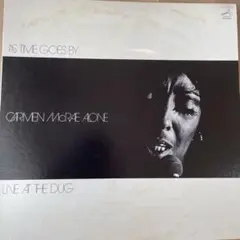 AS TIME GOES BY
CARMEN McRAE ALONE
LIVE AT THE DUG